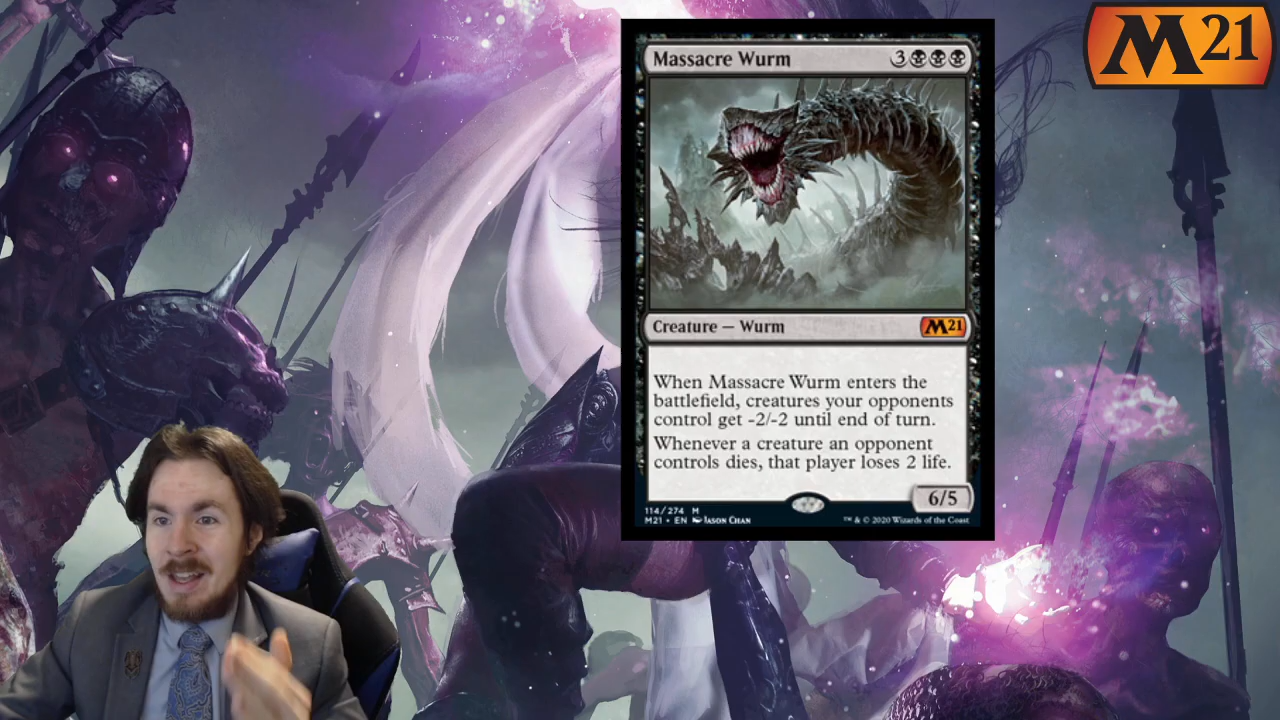 M21
Massacre Wurm 3
Creature — Wurm
M21
When Massacre Wurm enters the
battlefield, creatures your opponents
control get -2/-2 until end of turn.
Whenever a creature an opponent
controls dies, that player loses 2 life.
6/5
114/274 M
M21 • EN Jason Chan
™ & © 2020 Wizards of the Coast